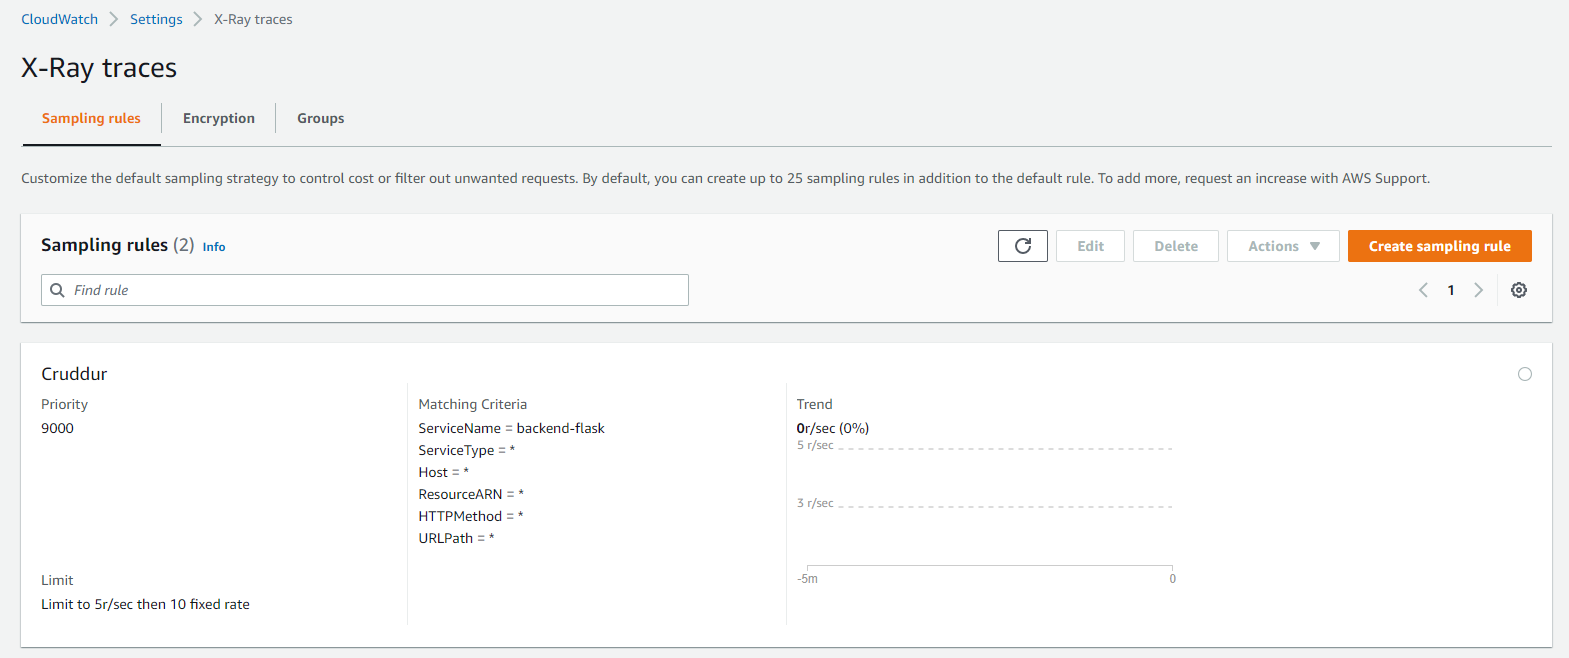 CloudWatch > Settings > X-Ray traces
X-Ray traces
Sampling rules Encryption Groups
Customize the default sampling strategy to control cost or filter out unwanted requests. By default, you can create up to 25 sampling rules in addition to the default rule. To add more, request an increase with AWS Support.
Sampling rules (2) Info
Edit Delete Actions Create sampling rule
Find rule
1
Cruddur
Priority
9000
Limit
Limit to 5r/sec then 10 fixed rate
Matching Criteria
ServiceName = backend-flask
ServiceType = *
Host = *
ResourceARN = *
HTTPMethod = *
URLPath = *
Trend
0r/sec (0%)
5 r/sec
3 r/sec
-5m 0